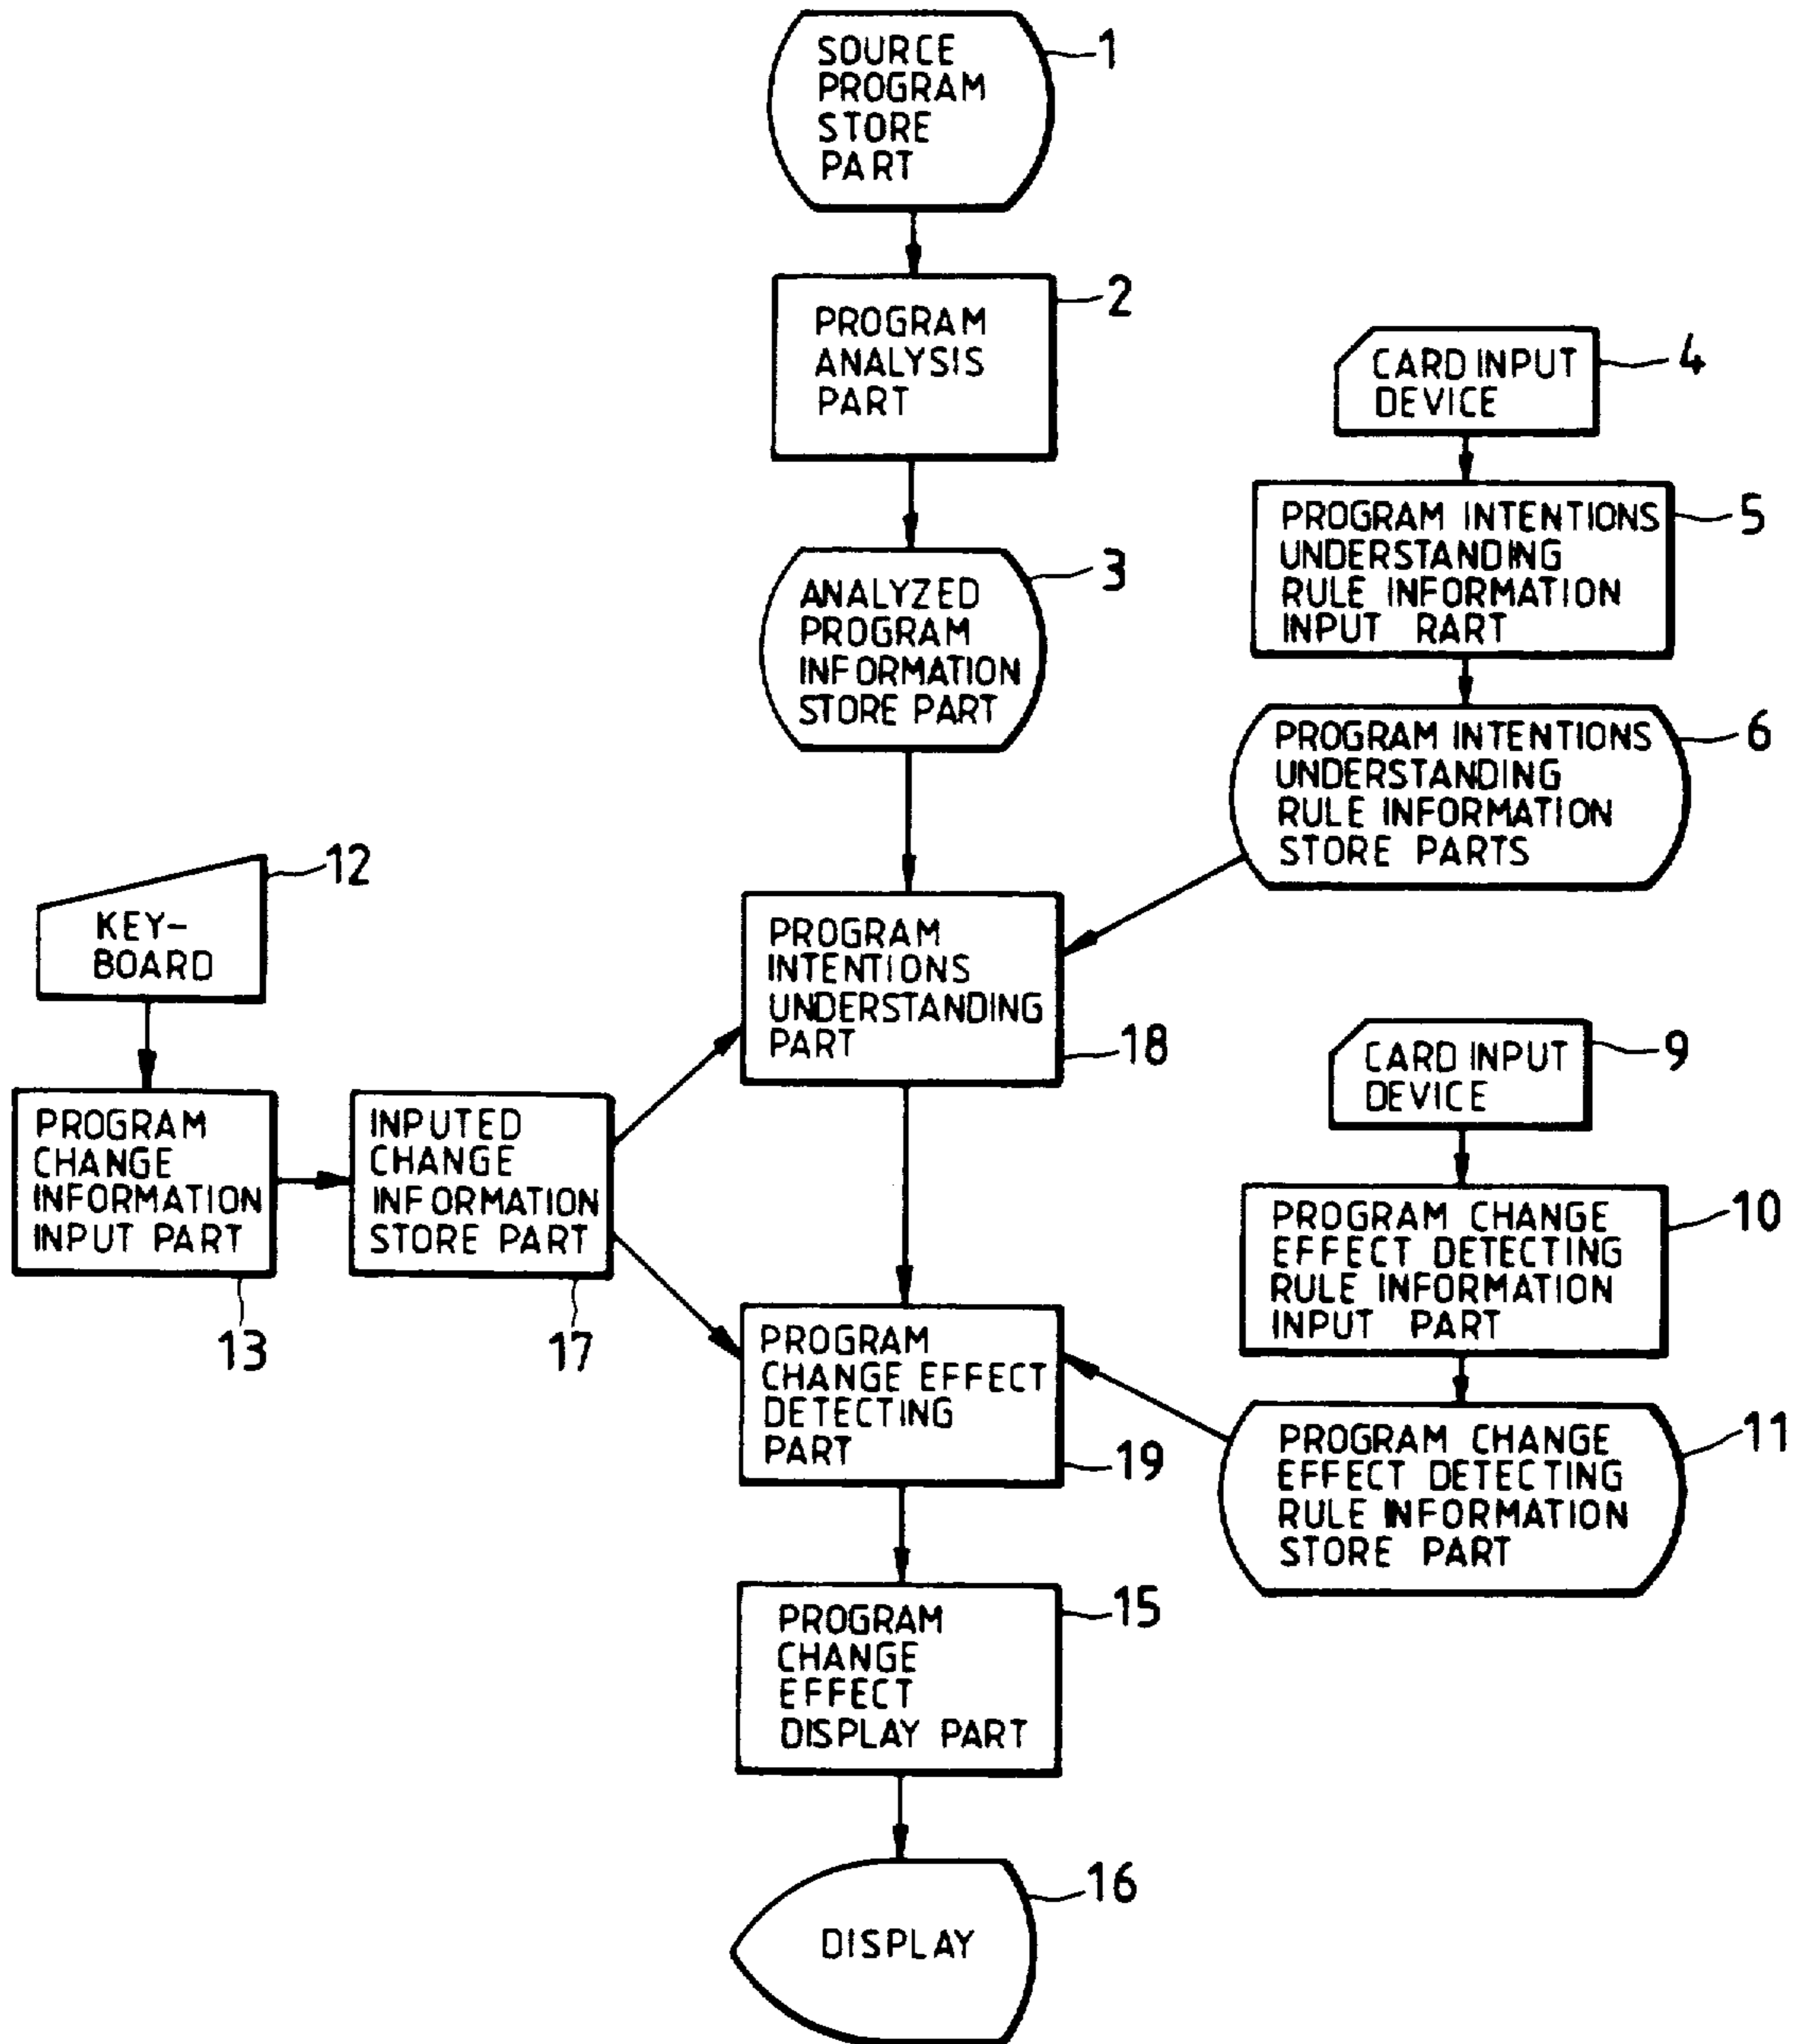 SOURCE
PROGRAM
STORE
PART
1
PROGRAM
ANALYSIS
PART
2
CARD INPUT
DEVICE
4
ANALYZED
PROGRAM
INFORMATION
STORE PART
3
PROGRAM INTENTIONS
UNDERSTANDING
RULE INFORMATION
INPUT RART
5
PROGRAM INTENTIONS
UNDERSTANDING
RULE INFORMATION
STORE PARTS
6
KEY-
BOARD
12
PROGRAM
INTENTIONS
UNDERSTANDING
PART
18
CARD INPUT
DEVICE
9
PROGRAM
CHANGE
INFORMATION
INPUT PART
13
INPUTED
CHANGE
INFORMATION
STORE PART
17
PROGRAM CHANGE
EFFECT DETECTING
RULE INFORMATION
INPUT PART
10
PROGRAM
CHANGE EFFECT
DETECTING
PART
19
PROGRAM CHANGE
EFFECT DETECTING
RULE INFORMATION
STORE PART
11
PROGRAM
CHANGE
EFFECT
DISPLAY PART
15
DISPLAY
16